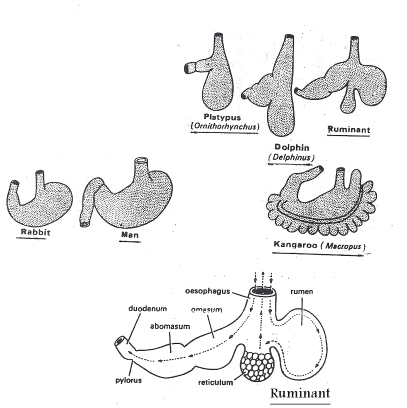 Platypus
(Ornithorhynchus)
Ruminant
Dolphin
(Delphinus)
Rabbit
Man
Kangaroo (Macropus)
oesophagus
rumen
duodenum
omasum
abomasum
pylorus
reticulum
Ruminant